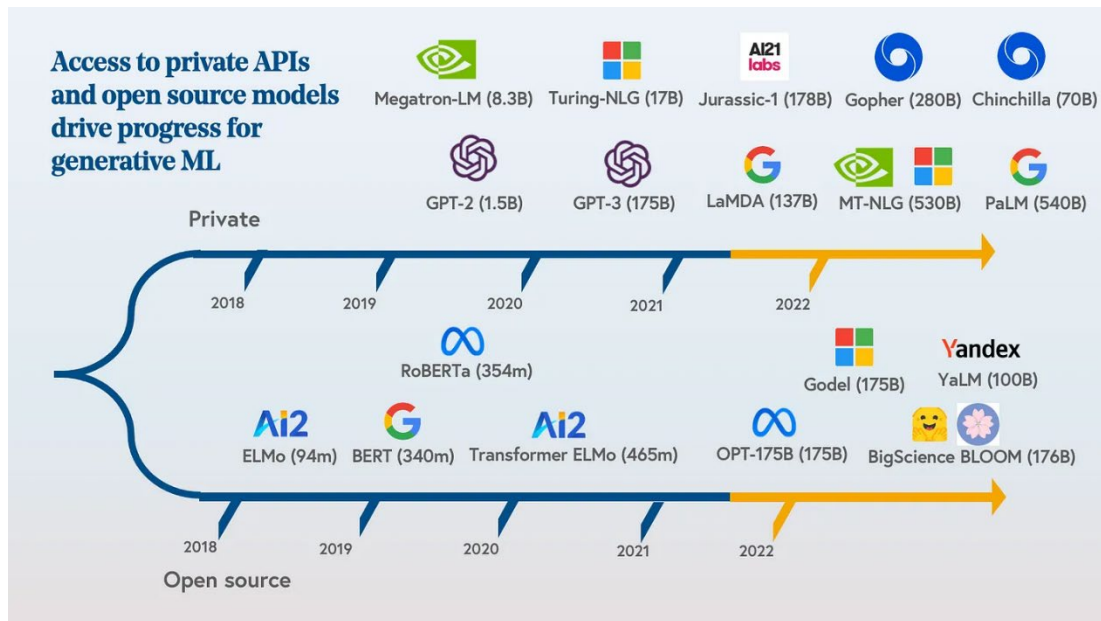 Access to private APIs
and open source models
drive progress for
generative ML
AI21
labs
Megatron-LM (8.3B)
Turing-NLG (17B)
Jurassic-1 (178B)
Gopher (280B)
Chinchilla (70B)
GPT-2 (1.5B)
GPT-3 (175B)
LaMDA (137B)
MT-NLG (530B)
PaLM (540B)
Private
2018
2019
2020
2021
2022
RoBERTa (354m)
Godel (175B)
Yandex
YaLM (100B)
Ai2
ELMo (94m)
BERT (340m)
Ai2
Transformer ELMo (465m)
OPT-175B (175B)
BigScience BLOOM (176B)
2018
2019
2020
2021
2022
Open source